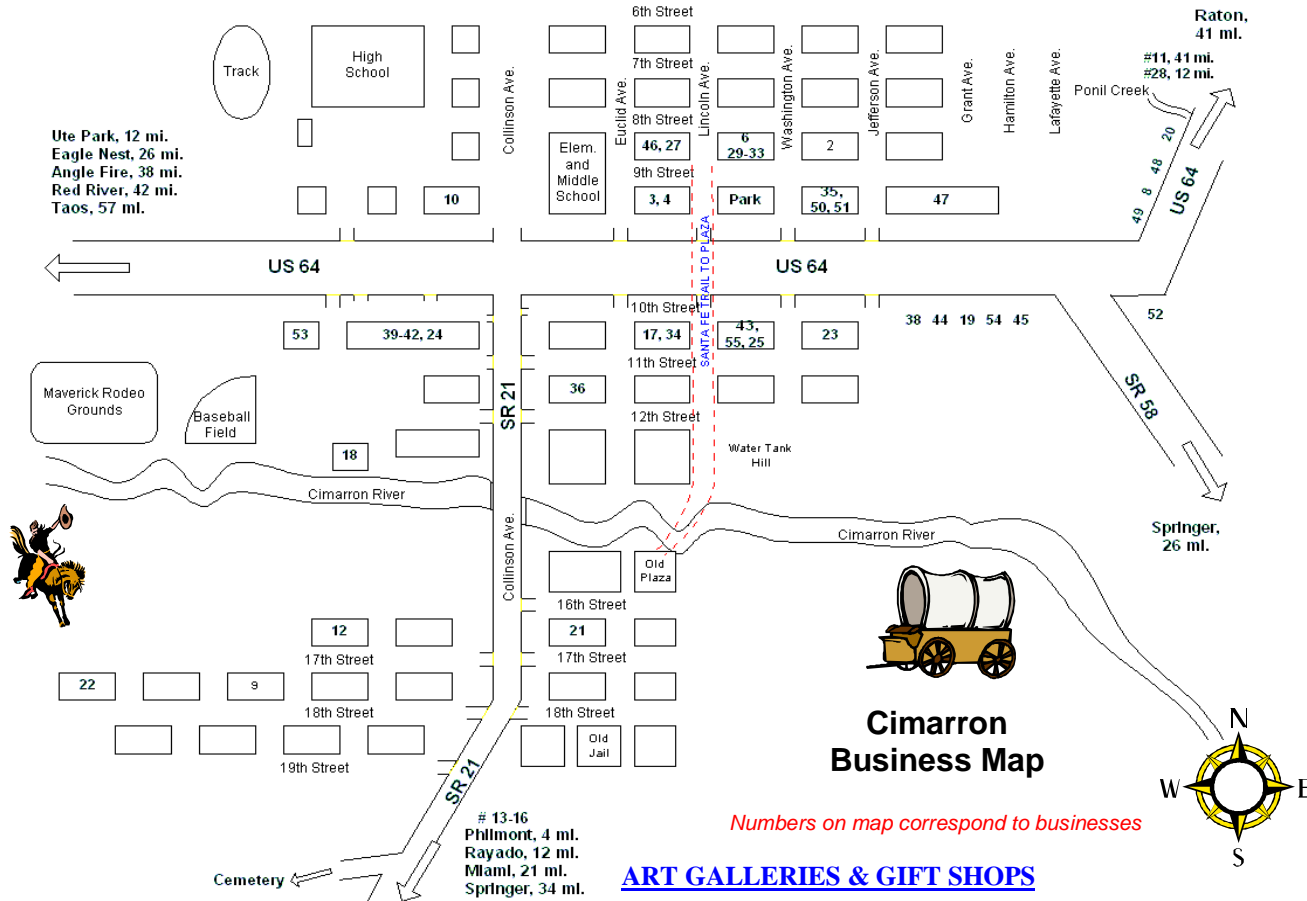 6th Street
Raton,
41 mi.
#11, 41 mi.
#28, 12 mi.
Ponil Creek
Track
High
School
7th Street
Collinson Ave.
Euclid Ave.
Lincoln Ave.
Washington Ave.
Jefferson Ave.
Grant Ave.
Hamilton Ave.
Lafayette Ave.
8th Street
Ute Park, 12 mi.
Eagle Nest, 26 mi.
Angle Fire, 38 mi.
Red River, 42 mi.
Taos, 57 mi.
Elem.
and
Middle
School
46, 27
6
29-33
2
9th Street
10
3, 4
Park
35,
50, 51
47
20
48
8
49
US 64
US 64
US 64
SANTA FE TRAIL TO PLAZA
10th Street
53
39-42, 24
17, 34
43,
55, 25
23
38 44 19 54 45
52
11th Street
SR 21
36
SR 58
Maverick Rodeo
Grounds
Baseball
Field
12th Street
18
Water Tank
Hill
Cimarron River
Cimarron River
Springer,
26 mi.
Collinson Ave.
Old
Plaza
16th Street
12
21
17th Street
17th Street
22
9
18th Street
18th Street
Old
Jail
19th Street
SR 21
Cimarron
Business Map
N
W
E
S
# 13-16
Philmont, 4 mi.
Rayado, 12 mi.
Miami, 21 mi.
Springer, 34 mi.
Cemetery
Numbers on map correspond to businesses
ART GALLERIES & GIFT SHOPS